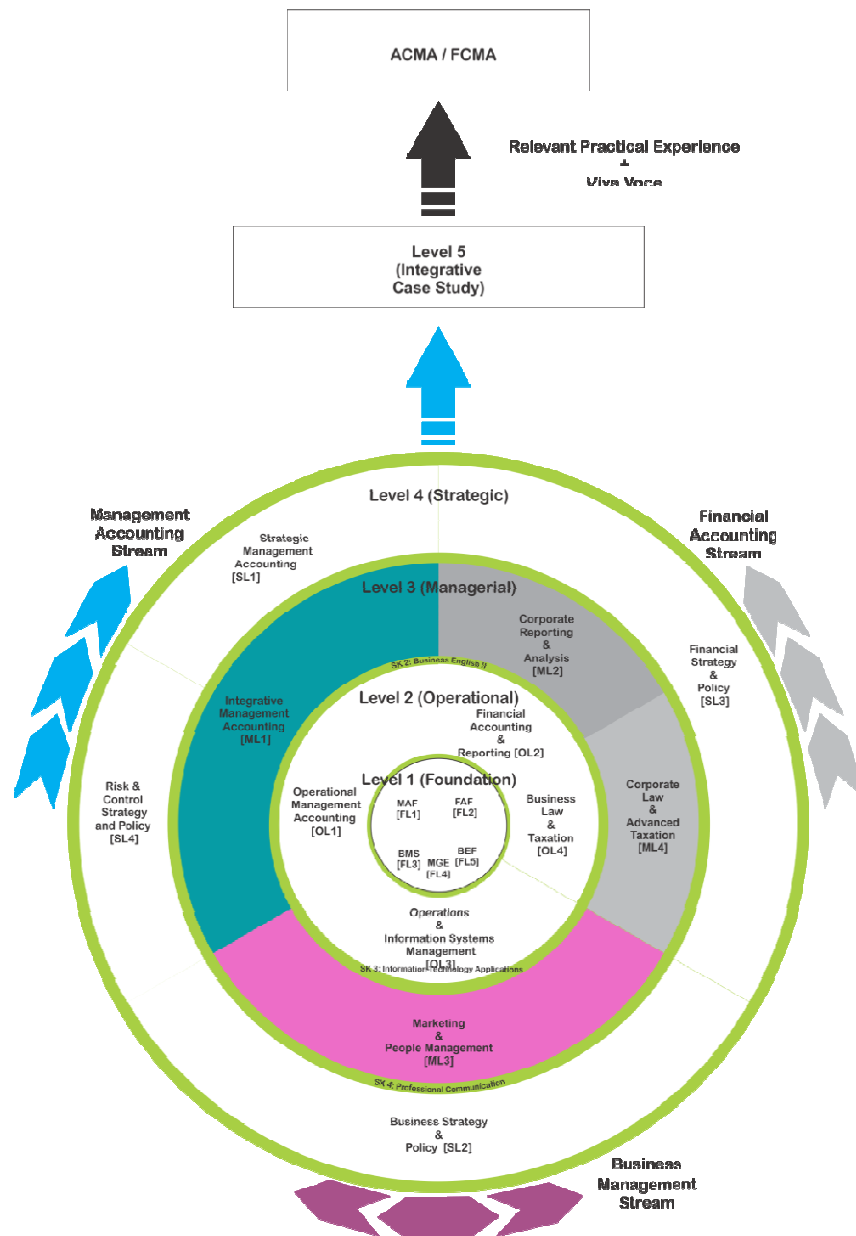 ACMA / FCMA
Relevant Practical Experience
+
Viva Voce
Level 5
(Integrative
Case Study)
Level 4 (Strategic)
Management
Accounting
Stream
Financial
Accounting
Stream
Strategic
Management
Accounting
[SL1]
Level 3 (Managerial)
Corporate
Reporting
&
Analysis
[ML2]
Financial
Strategy
&
Policy
[SL3]
SK 2: Business English II
Integrative
Management
Accounting
[ML1]
Level 2 (Operational)
Financial
Accounting
&
Reporting [OL2]
Level 1 (Foundation)
Risk &
Control
Strategy
and Policy
[SL4]
Operational
Management
Accounting
[OL1]
MAF
[FL1]
FAF
[FL2]
BMS
[FL3]
MGE
[FL4]
BEF
[FL5]
Business
Law
&
Taxation
[OL4]
Corporate
Law
&
Advanced
Taxation
[ML4]
Operations
&
Information Systems
Management
[OL3]
SK 3: Information Technology Applications
Marketing
&
People Management
[ML3]
SK 4: Professional Communication
Business Strategy
&
Policy [SL2]
Business
Management
Stream